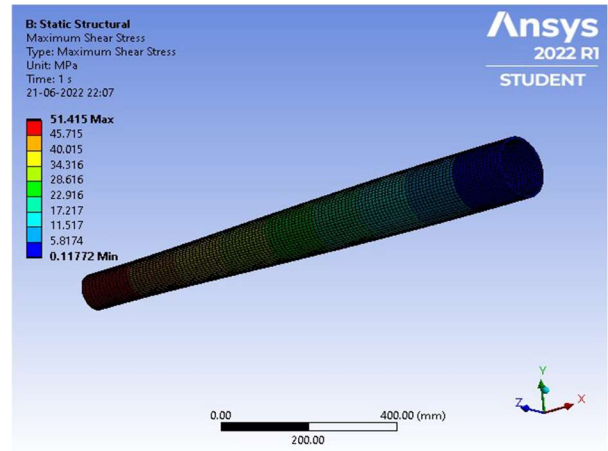 B: Static Structural
Maximum Shear Stress
Type: Maximum Shear Stress
Unit: MPa
Time: 1 s
21-06-2022 22:07
Ansys
2022 R1
STUDENT
51.415 Max
45.715
40.015
34.316
28.616
22.916
17.217
11.517
5.8174
0.11772 Min
0.00 400.00 (mm)
200.00
Y
Z X